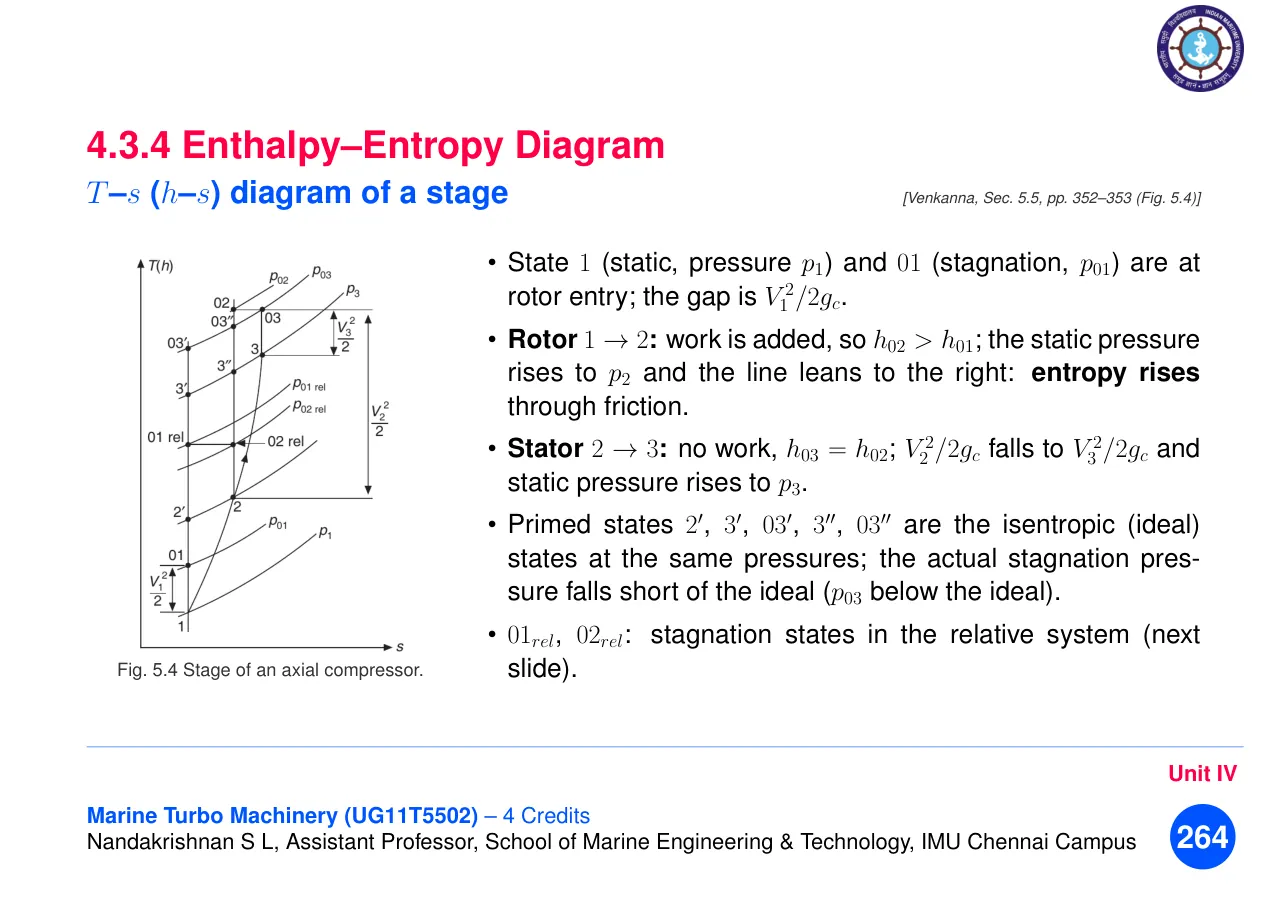 4.3.4 Enthalpy–Entropy Diagram
T–s (h–s) diagram of a stage
[Venkanna, Sec. 5.5, pp. 352–353 (Fig. 5.4)]
T(h)
p02
p03
p3
02
03″
03
03′
V3²/2
3
3″
3′
p01 rel
p02 rel
V2²/2
01 rel
02 rel
2
2′
p01
p1
01
V1²/2
1
s
Fig. 5.4 Stage of an axial compressor.
• State 1 (static, pressure p₁) and 01 (stagnation, p₀₁) are at
rotor entry; the gap is V₁²/2g_c.
• Rotor 1 → 2: work is added, so h₀₂ > h₀₁; the static pressure
rises to p₂ and the line leans to the right: entropy rises
through friction.
• Stator 2 → 3: no work, h₀₃ = h₀₂; V₂²/2g_c falls to V₃²/2g_c and
static pressure rises to p₃.
• Primed states 2′, 3′, 03′, 3″, 03″ are the isentropic (ideal)
states at the same pressures; the actual stagnation pres-
sure falls short of the ideal (p₀₃ below the ideal).
• 01rel, 02rel: stagnation states in the relative system (next
slide).
Unit IV
Marine Turbo Machinery (UG11T5502) – 4 Credits
Nandakrishnan S L, Assistant Professor, School of Marine Engineering & Technology, IMU Chennai Campus
264
INDIAN MARITIME UNIVERSITY